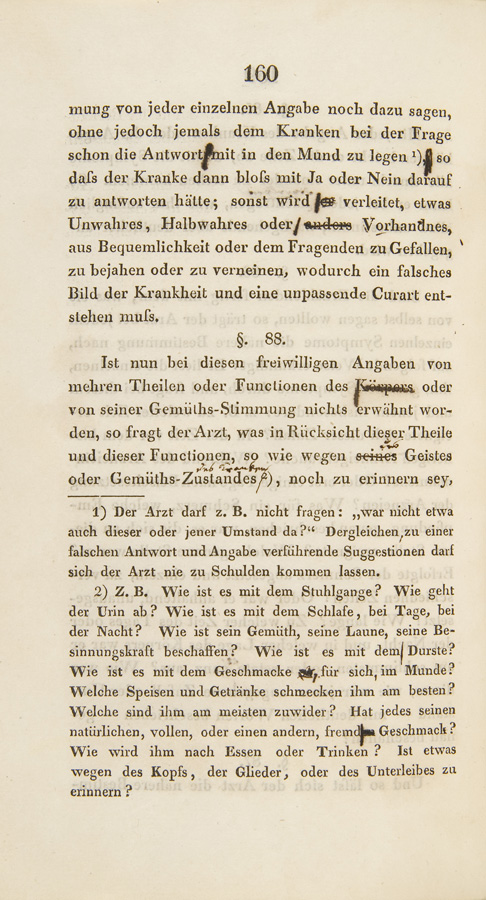 160
mung von jeder einzelnen Angabe noch dazu sagen,
ohne jedoch jemals dem Kranken bei der Frage
schon die Antwort mit in den Mund zu legen ¹), so
daſs der Kranke dann bloſs mit Ja oder Nein darauf
zu antworten hätte; sonst wird er verleitet, etwas
Unwahres, Halbwahres oder anders Vorhandnes,
aus Bequemlichkeit oder dem Fragenden zu Gefallen,
zu bejahen oder zu verneinen, wodurch ein falsches
Bild der Krankheit und eine unpassende Curart ent-
stehen muſs.
§. 88.
Ist nun bei diesen freiwilligen Angaben von
mehren Theilen oder Functionen des Körpers oder
von seiner Gemüths-Stimmung nichts erwähnt wor-
den, so fragt der Arzt, was in Rücksicht dieser Theile
und dieser Functionen, so wie wegen seines Geistes
des Kranken
oder Gemüths-Zustandes), noch zu erinnern sey,
1) Der Arzt darf z. B. nicht fragen: „war nicht etwa
auch dieser oder jener Umstand da?“ Dergleichen, zu einer
falschen Antwort und Angabe verführende Suggestionen darf
sich der Arzt nie zu Schulden kommen lassen.
2) Z. B. Wie ist es mit dem Stuhlgange? Wie geht
der Urin ab? Wie ist es mit dem Schlafe, bei Tage, bei
der Nacht? Wie ist sein Gemüth, seine Laune, seine Be-
sinnungskraft beschaffen? Wie ist es mit dem Durste?
Wie ist es mit dem Geschmacke für sich, im Munde?
Welche Speisen und Getränke schmecken ihm am besten?
Welche sind ihm am meisten zuwider? Hat jedes seinen
natürlichen, vollen, oder einen andern, fremden Geschmack?
Wie wird ihm nach Essen oder Trinken? Ist etwas
wegen des Kopfs, der Glieder, oder des Unterleibes zu
erinnern?